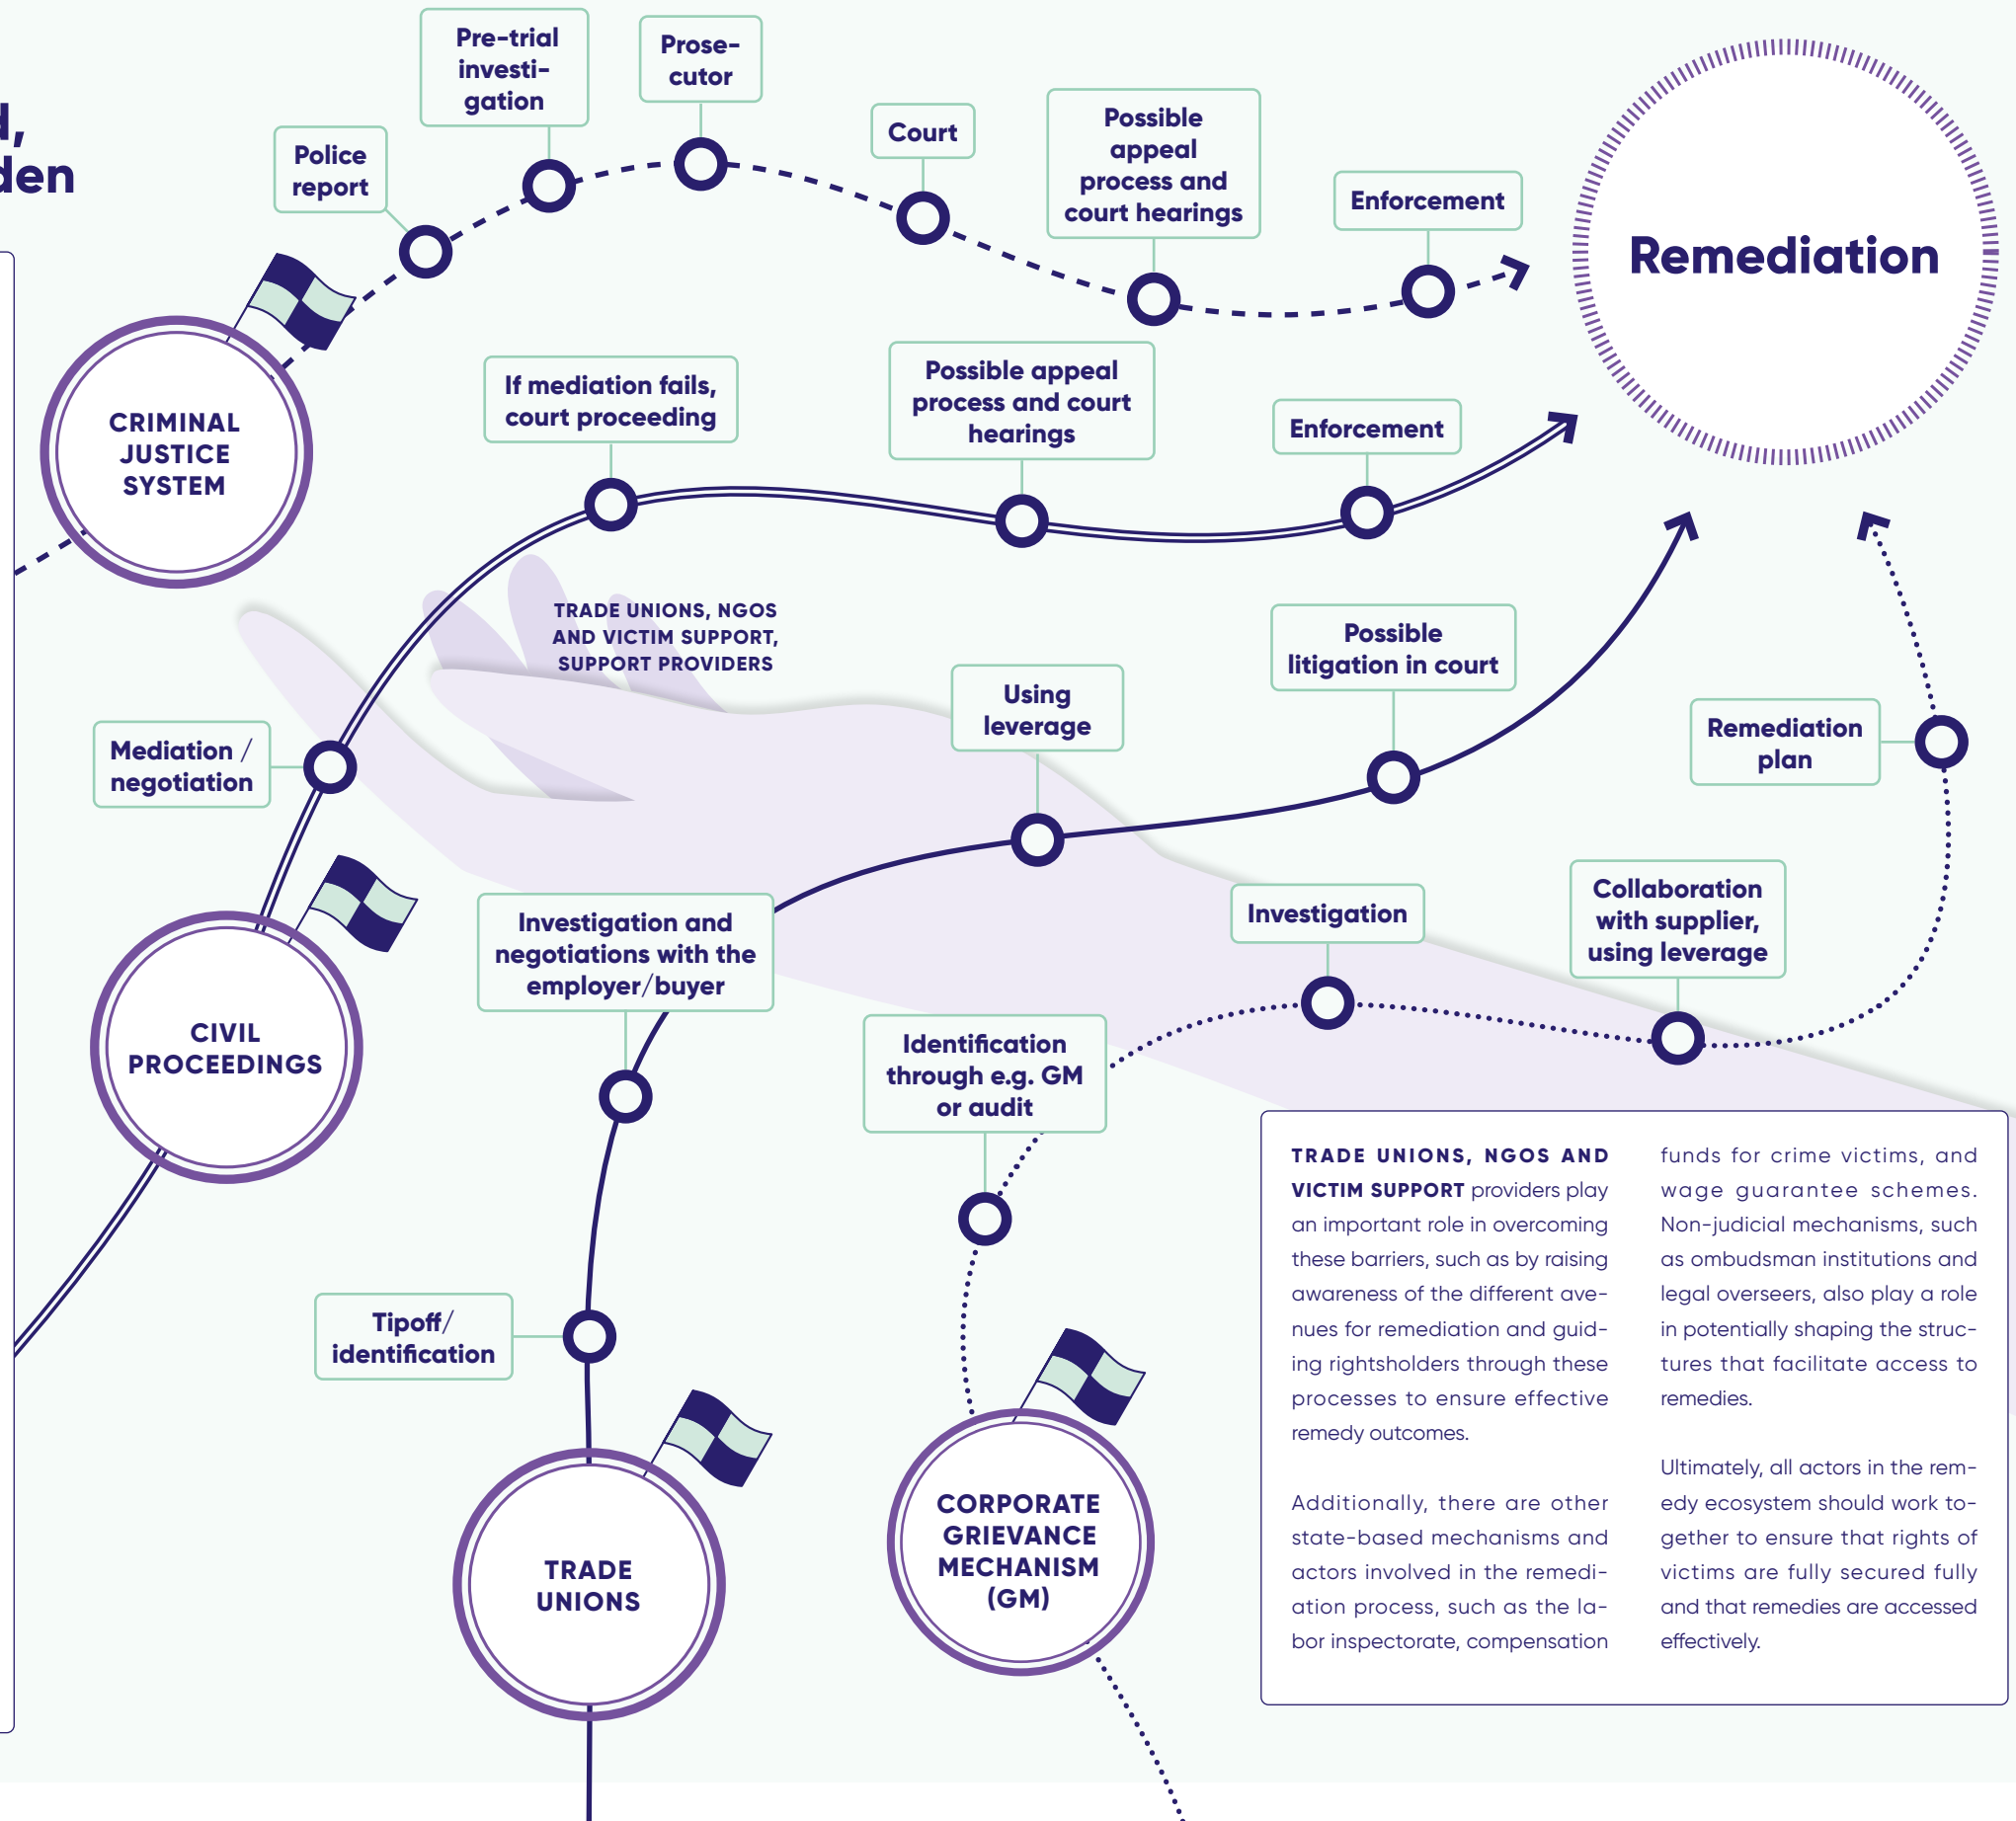 Pre-trial
investi-
gation
Prose-
cutor
Police
report
Court
Possible
appeal
process and
court hearings
Enforcement
Remediation
CRIMINAL
JUSTICE
SYSTEM
If mediation fails,
court proceeding
Possible appeal
process and court
hearings
Enforcement
TRADE UNIONS, NGOS
AND VICTIM SUPPORT,
SUPPORT PROVIDERS
Mediation /
negotiation
Using
leverage
Possible
litigation in court
Remediation
plan
CIVIL
PROCEEDINGS
Investigation and
negotiations with the
employer/buyer
Investigation
Collaboration
with supplier,
using leverage
Identification
through e.g. GM
or audit
Tipoff/
identification
TRADE
UNIONS
CORPORATE
GRIEVANCE
MECHANISM
(GM)
TRADE UNIONS, NGOS AND
VICTIM SUPPORT providers play
an important role in overcoming
these barriers, such as by raising
awareness of the different ave-
nues for remediation and guid-
ing rightsholders through these
processes to ensure effective
remedy outcomes.
Additionally, there are other
state-based mechanisms and
actors involved in the remedi-
ation process, such as the la-
bor inspectorate, compensation
funds for crime victims, and
wage guarantee schemes.
Non-judicial mechanisms, such
as ombudsman institutions and
legal overseers, also play a role
in potentially shaping the struc-
tures that facilitate access to
remedies.
Ultimately, all actors in the rem-
edy ecosystem should work to-
gether to ensure that rights of
victims are fully secured fully
and that remedies are accessed
effectively.